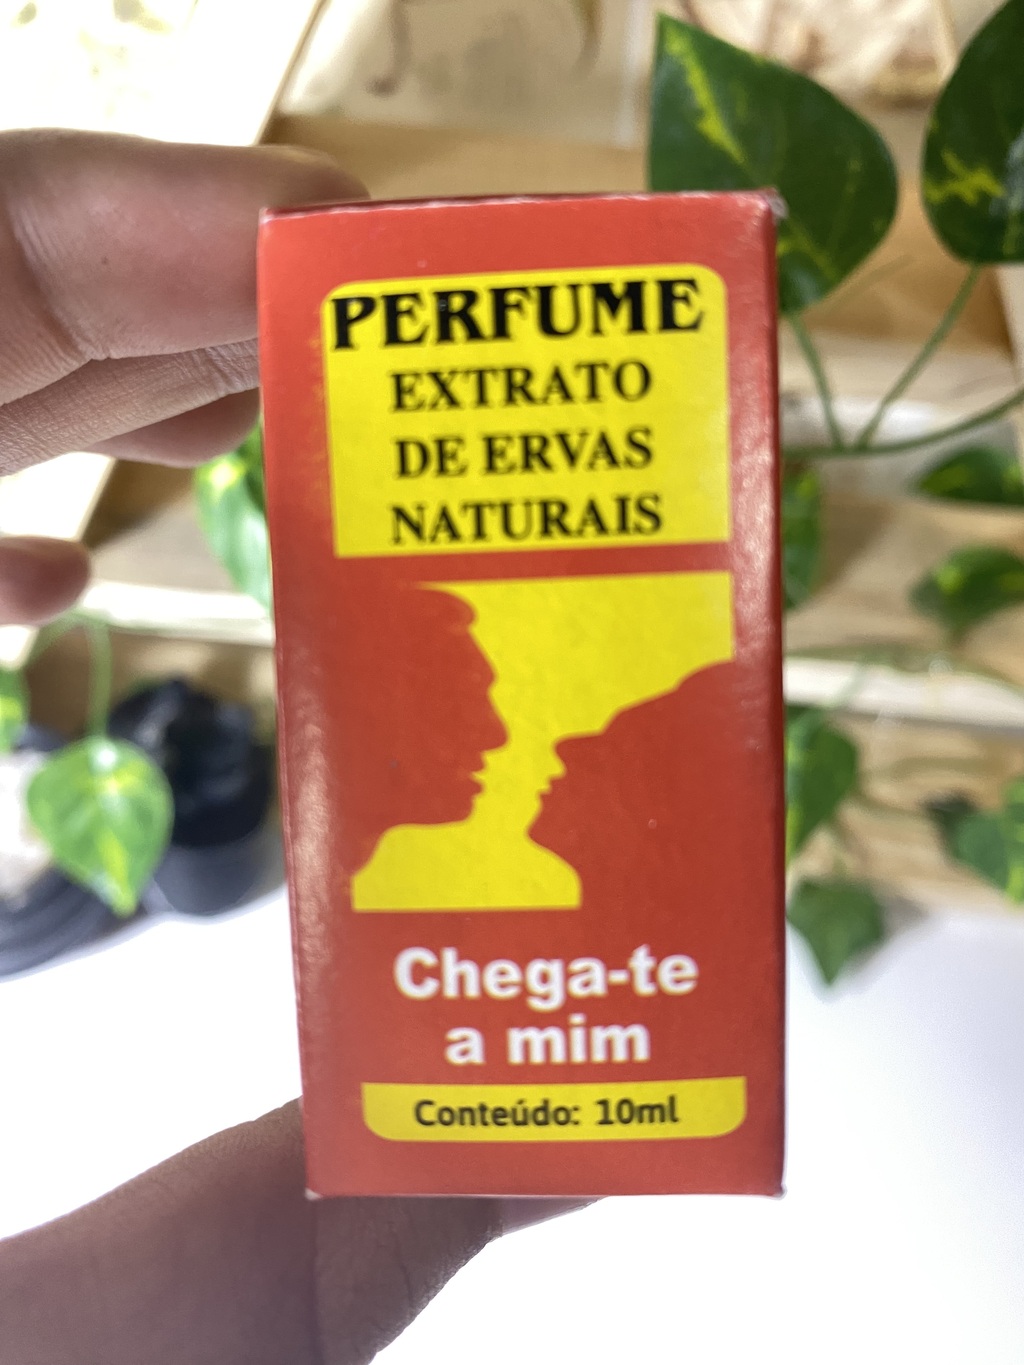 PERFUME
EXTRATO
DE ERVAS
NATURAIS
Chega-te
a mim
Conteúdo: 10ml